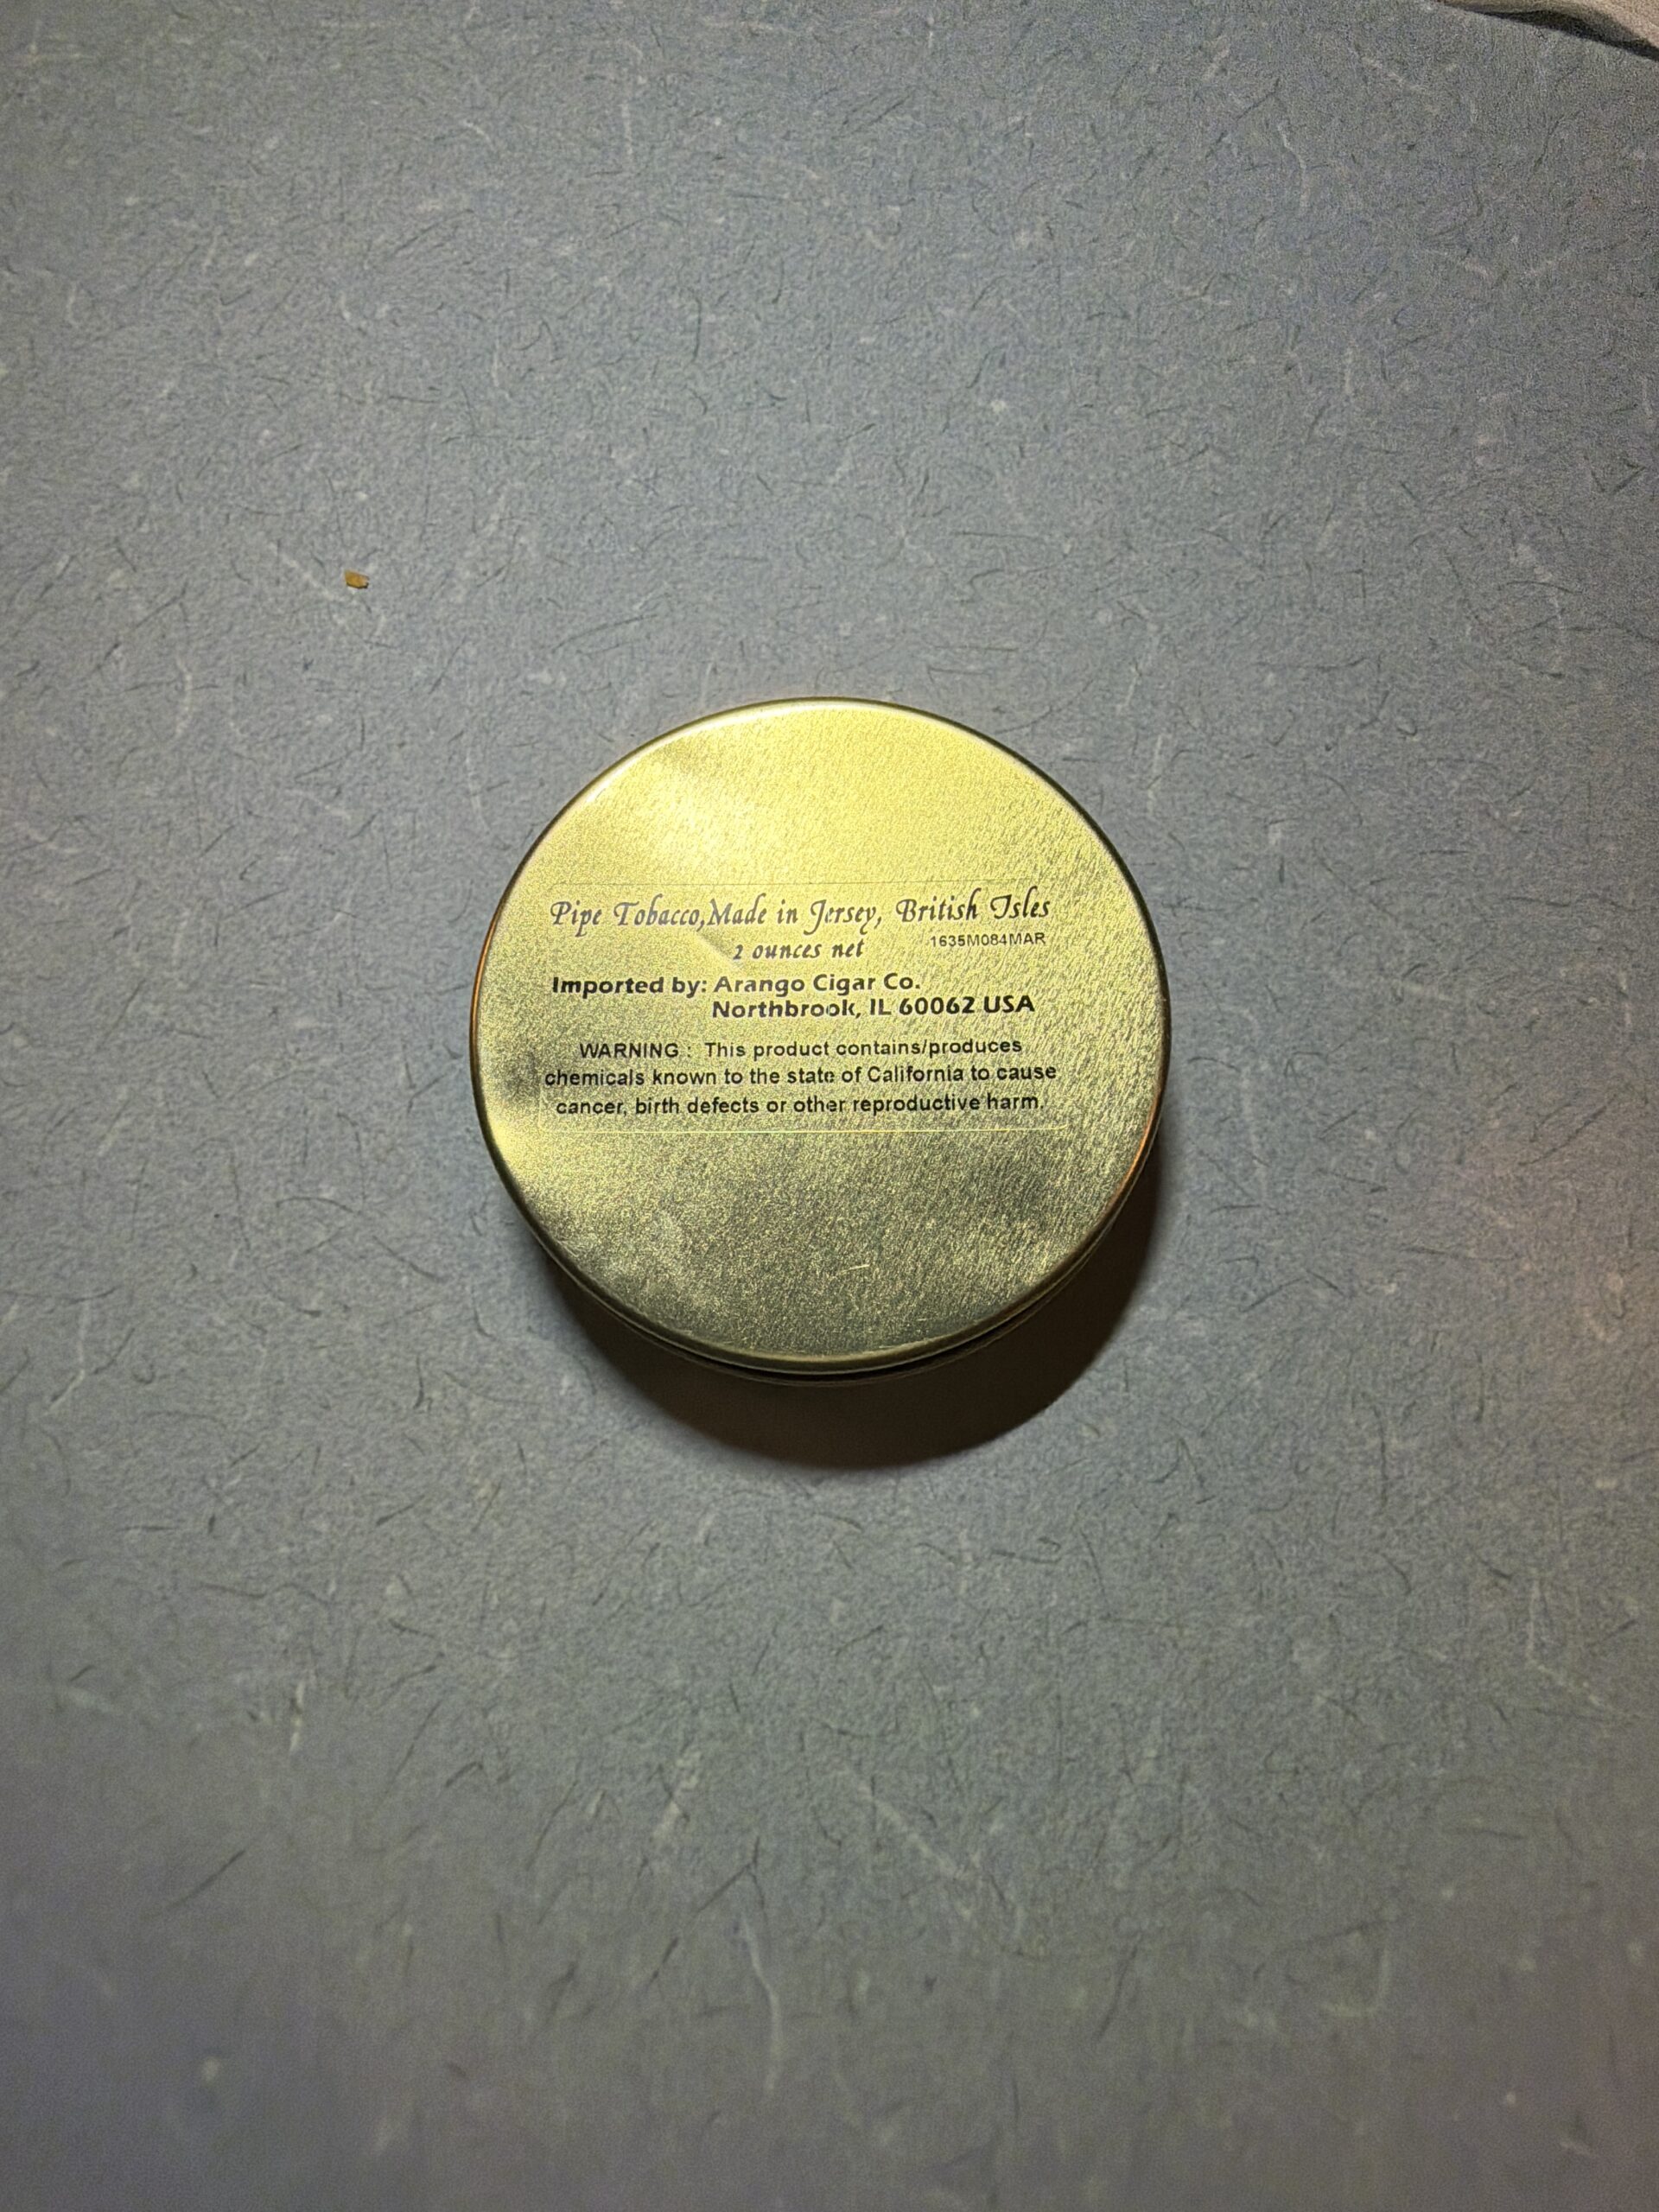 Pipe Tobacco,Made in Jersey, British Isles
2 ounces net 1635M084MAR
Imported by: Arango Cigar Co.
Northbrook, IL 60062 USA
WARNING : This product contains/produces
chemicals known to the state of California to cause
cancer, birth defects or other reproductive harm.